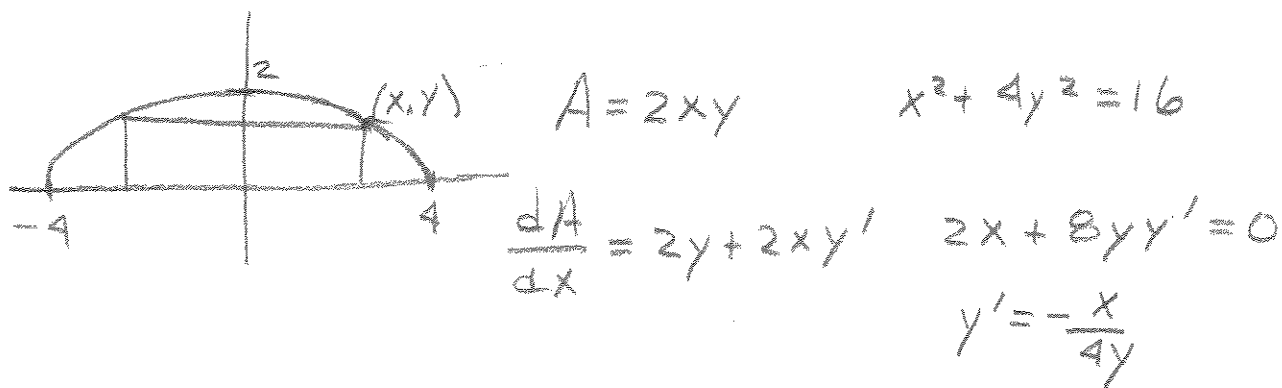 2
(x,y)
-4
4
A = 2xy
x² + 4y² = 16
dA/dx = 2y + 2xy'
2x + 8yy' = 0
y' = -x/4y